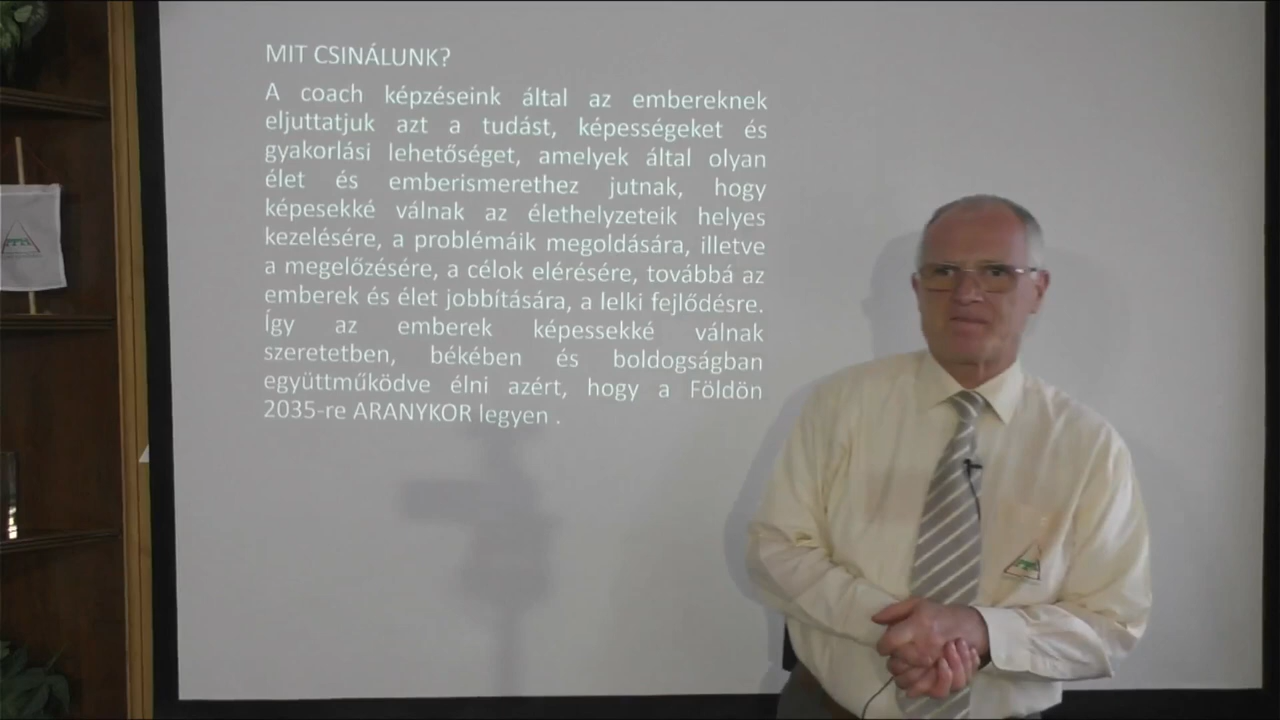 MIT CSINÁLUNK?
A coach képzéseink által az embereknek
eljuttatjuk azt a tudást, képességeket és
gyakorlási lehetőséget, amelyek által olyan
élet és emberismerethez jutnak, hogy
képesekké válnak az élethelyzeteik helyes
kezelésére, a problémáik megoldására, illetve
a megelőzésére, a célok elérésére, továbbá az
emberek és élet jobbítására, a lelki fejlődésre.
Így az emberek képessekké válnak
szeretetben, békében és boldogságban
együttműködve élni azért, hogy a Földön
2035-re ARANYKOR legyen .